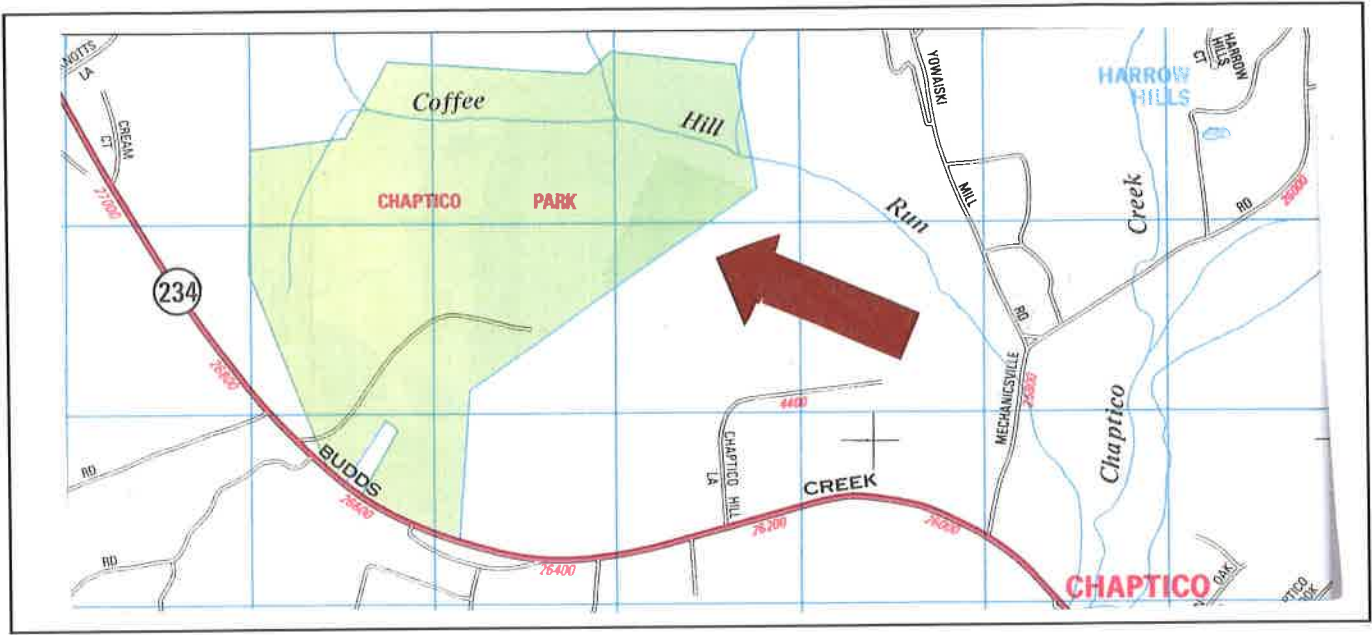 KNOTTS
LA
CREAM
CT
27000
234
26800
RD
RD
Coffee
Hill
Run
CHAPTICO PARK
BUDDS
26600
26400
CREEK
26200
26000
CHAPTICO HILL
LA
4400
YOWAISKI
MILL
RD
MECHANICSVILLE
RD
26000
HARROW
HILLS
CT
HARROW
HILLS
Creek
Chaptico
CHAPTICO
OAK